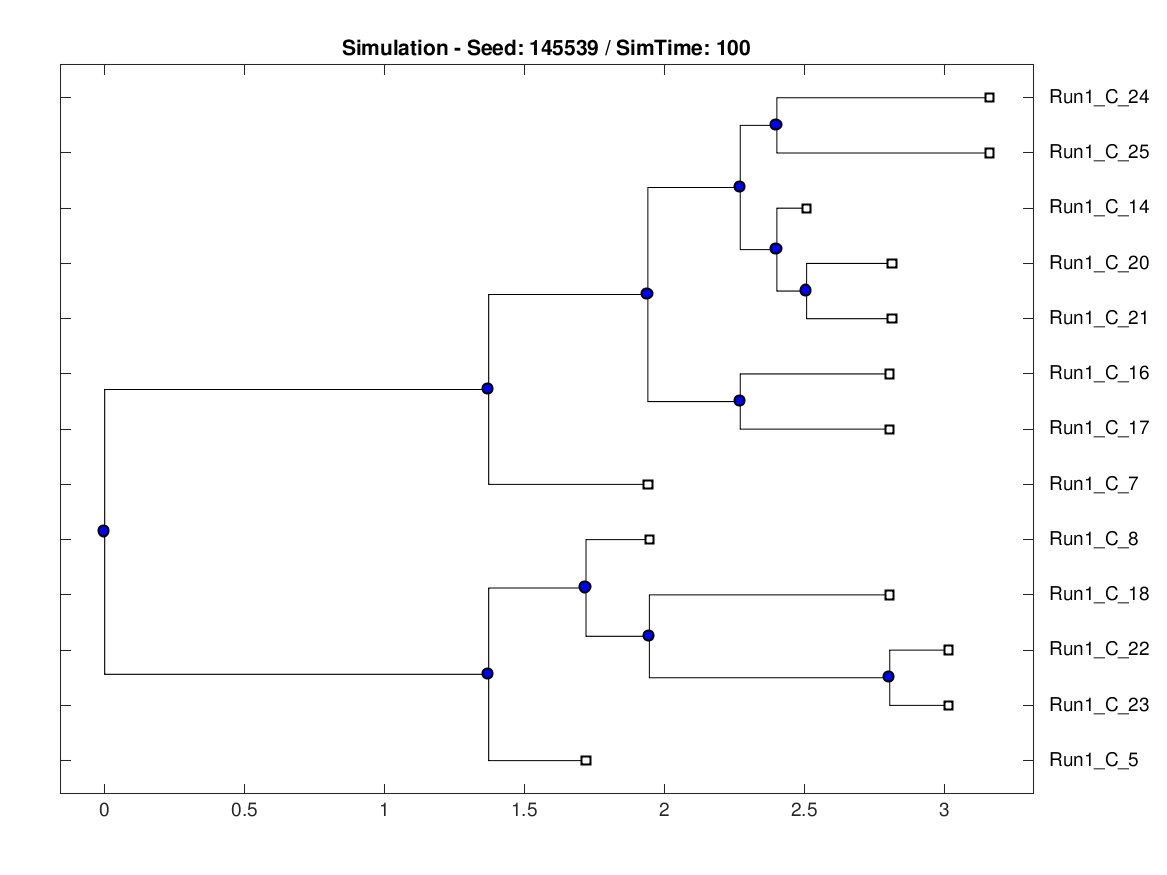 Simulation - Seed: 145539 / SimTime: 100
Run1_C_24
Run1_C_25
Run1_C_14
Run1_C_20
Run1_C_21
Run1_C_16
Run1_C_17
Run1_C_7
Run1_C_8
Run1_C_18
Run1_C_22
Run1_C_23
Run1_C_5
0 0.5 1 1.5 2 2.5 3